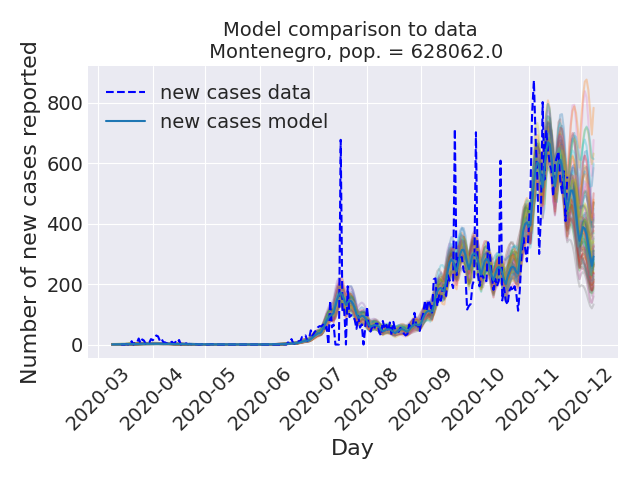 Model comparison to data
Montenegro, pop. = 628062.0
Number of new cases reported
800
600
400
200
0
new cases data
new cases model
2020-03
2020-04
2020-05
2020-06
2020-07
2020-08
2020-09
2020-10
2020-11
2020-12
Day